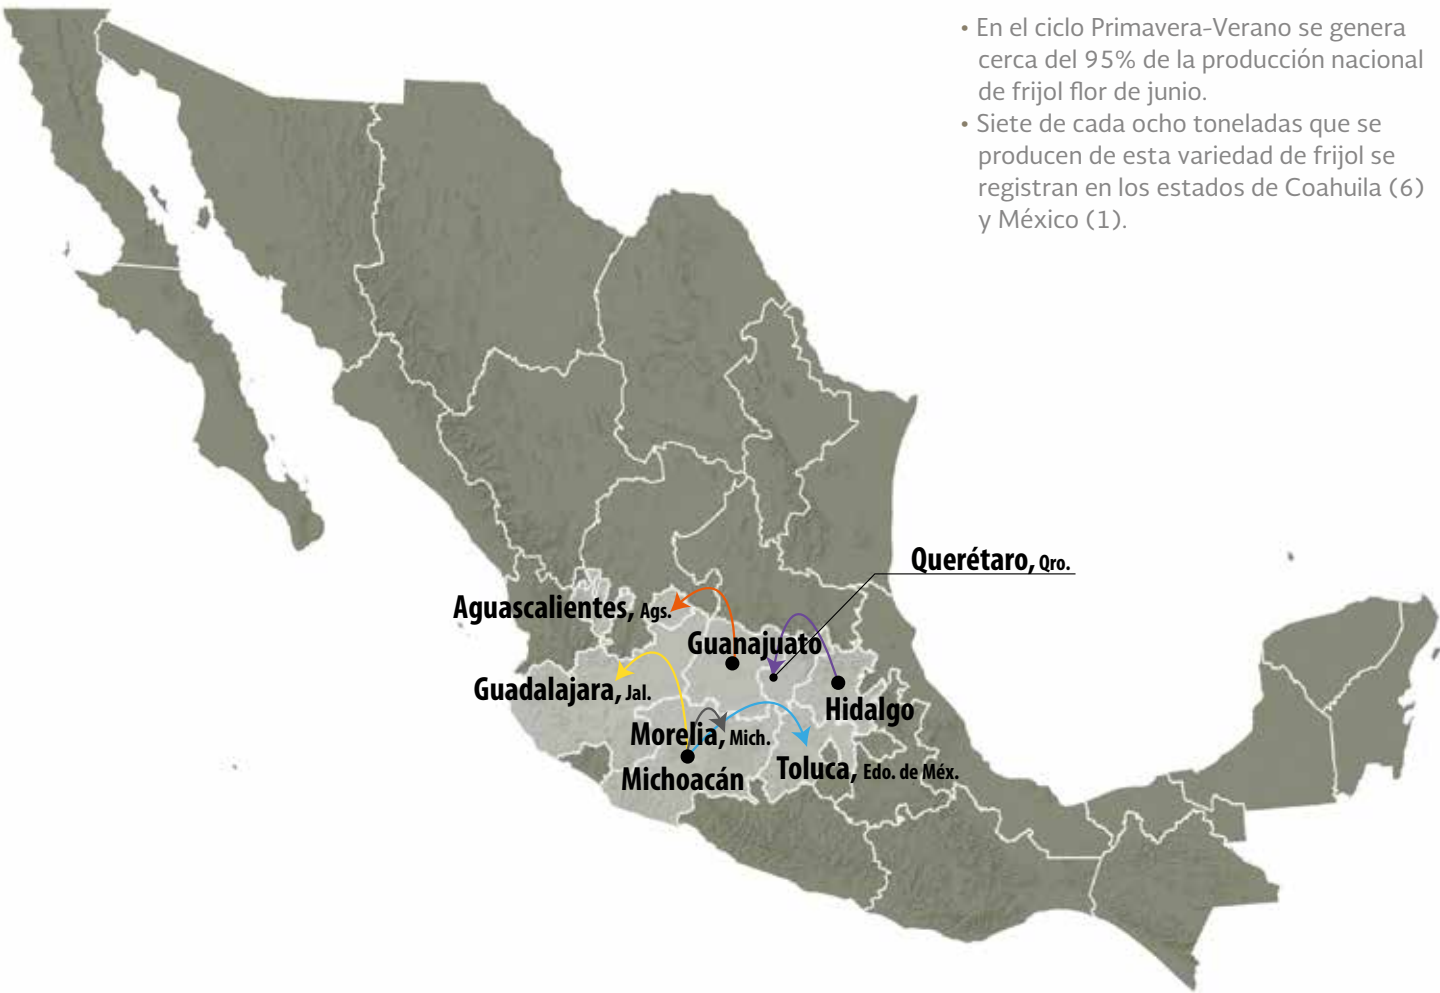 • En el ciclo Primavera-Verano se genera
cerca del 95% de la producción nacional
de frijol flor de junio.
• Siete de cada ocho toneladas que se
producen de esta variedad de frijol se
registran en los estados de Coahuila (6)
y México (1).
Querétaro, Qro.
Aguascalientes, Ags.
Guanajuato
Guadalajara, Jal.
Hidalgo
Morelia, Mich.
Toluca, Edo. de Méx.
Michoacán